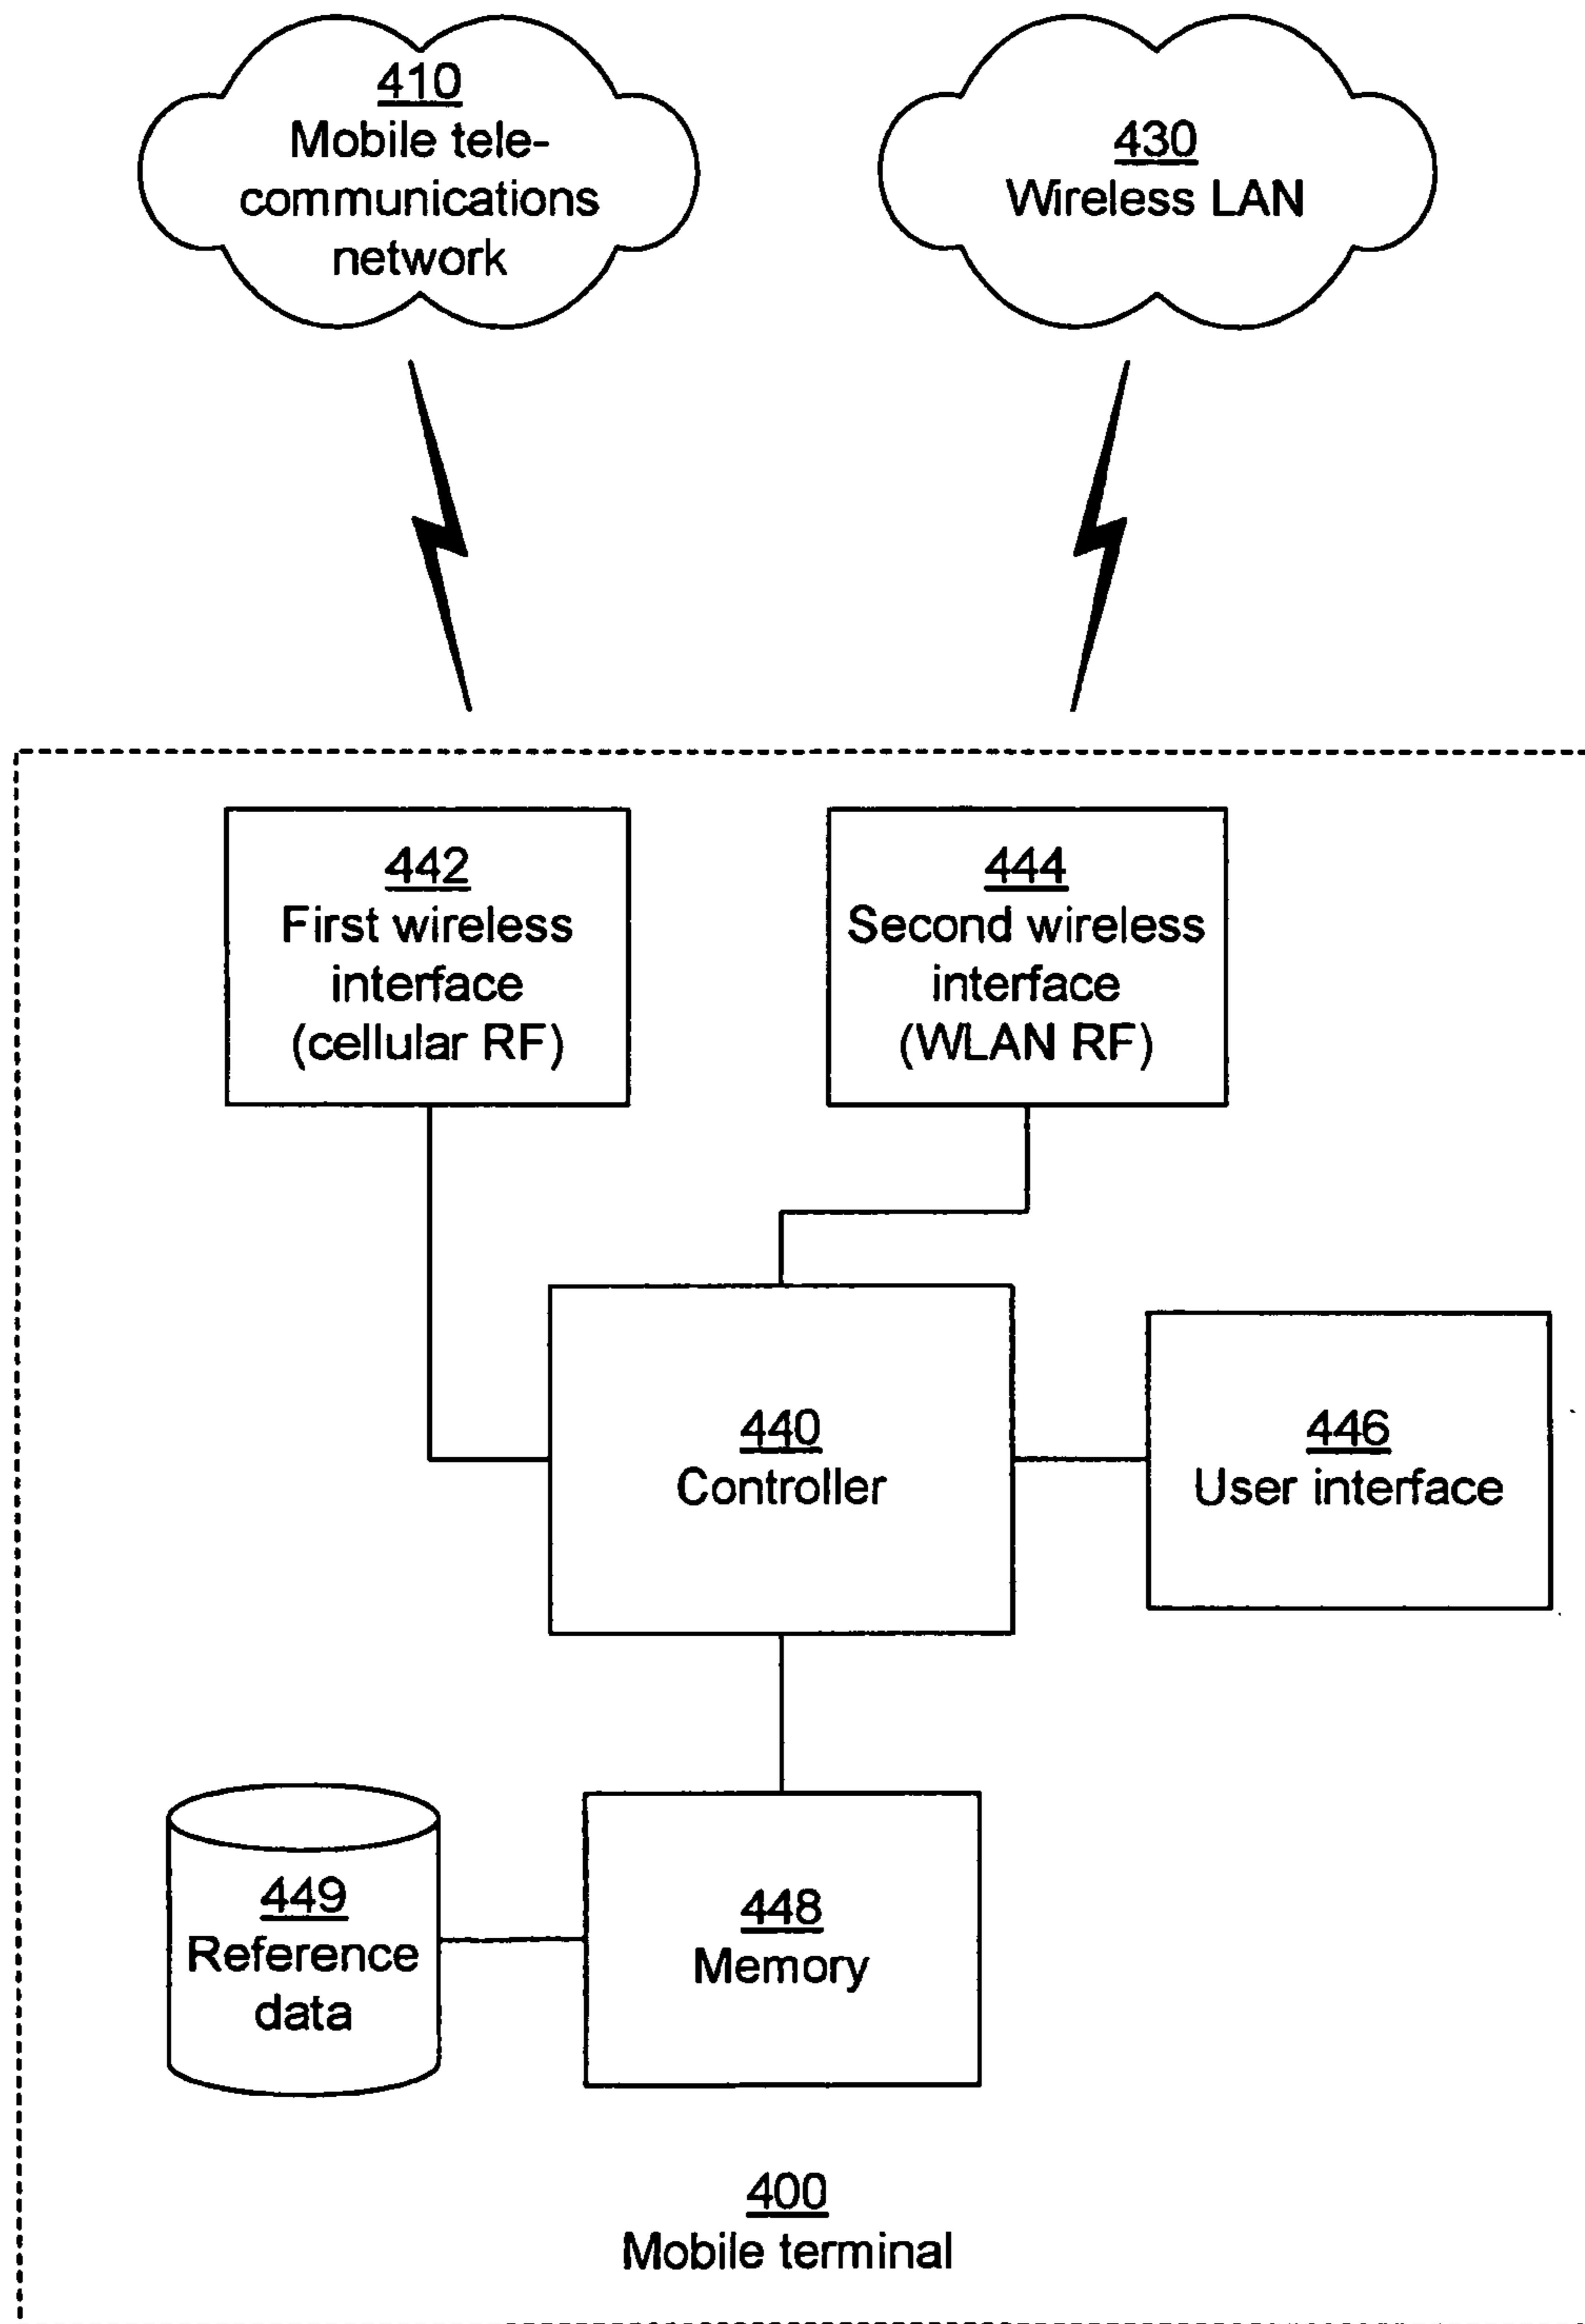 410
Mobile tele-
communications
network
430
Wireless LAN
442
First wireless
interface
(cellular RF)
444
Second wireless
interface
(WLAN RF)
440
Controller
446
User interface
449
Reference
data
448
Memory
400
Mobile terminal